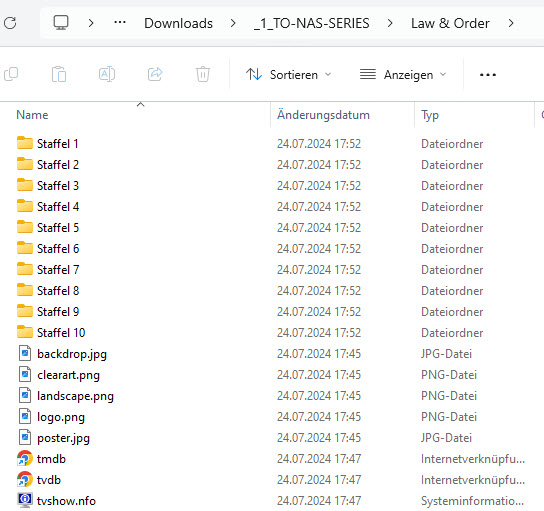 ··· Downloads _1_TO-NAS-SERIES Law & Order
Sortieren Anzeigen ···
Name Änderungsdatum Typ
Staffel 1 24.07.2024 17:52 Dateiordner
Staffel 2 24.07.2024 17:52 Dateiordner
Staffel 3 24.07.2024 17:52 Dateiordner
Staffel 4 24.07.2024 17:52 Dateiordner
Staffel 5 24.07.2024 17:52 Dateiordner
Staffel 6 24.07.2024 17:52 Dateiordner
Staffel 7 24.07.2024 17:52 Dateiordner
Staffel 8 24.07.2024 17:52 Dateiordner
Staffel 9 24.07.2024 17:52 Dateiordner
Staffel 10 24.07.2024 17:52 Dateiordner
backdrop.jpg 24.07.2024 17:45 JPG-Datei
clearart.png 24.07.2024 17:45 PNG-Datei
landscape.png 24.07.2024 17:45 PNG-Datei
logo.png 24.07.2024 17:45 PNG-Datei
poster.jpg 24.07.2024 17:45 JPG-Datei
tmdb 24.07.2024 17:47 Internetverknüpfu...
tvdb 24.07.2024 17:47 Internetverknüpfu...
tvshow.nfo 24.07.2024 17:47 Systeminformatio...